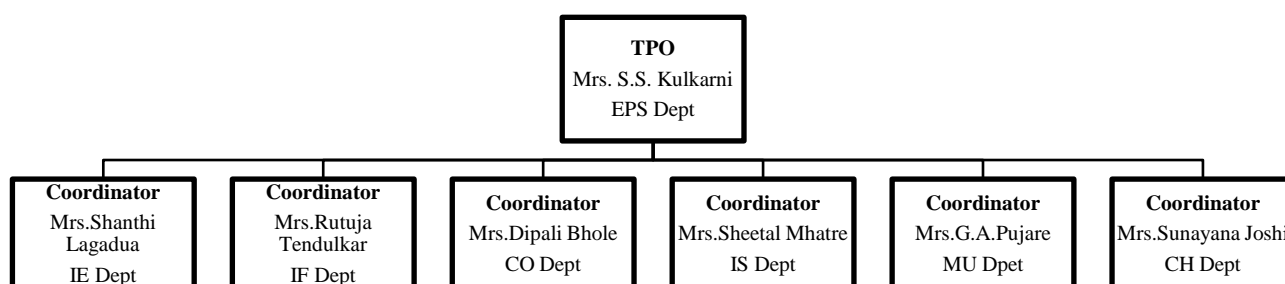 TPO
Mrs. S.S. Kulkarni
EPS Dept
Coordinator
Mrs.Shanthi
Lagadua
IE Dept
Coordinator
Mrs.Rutuja
Tendulkar
IF Dept
Coordinator
Mrs.Dipali Bhole
CO Dept
Coordinator
Mrs.Sheetal Mhatre
IS Dept
Coordinator
Mrs.G.A.Pujare
MU Dpet
Coordinator
Mrs.Sunayana Joshi
CH Dept